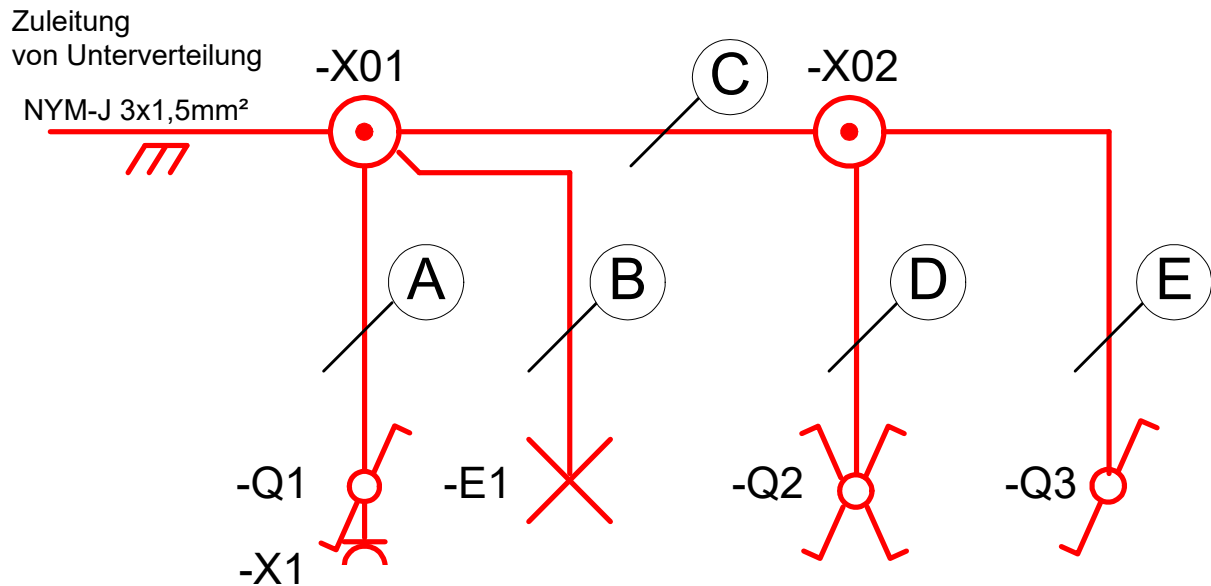 Zuleitung
von Unterverteilung
NYM-J 3x1,5mm²
-X01
C
-X02
A
B
D
E
-Q1
-E1
-Q2
-Q3
-X1